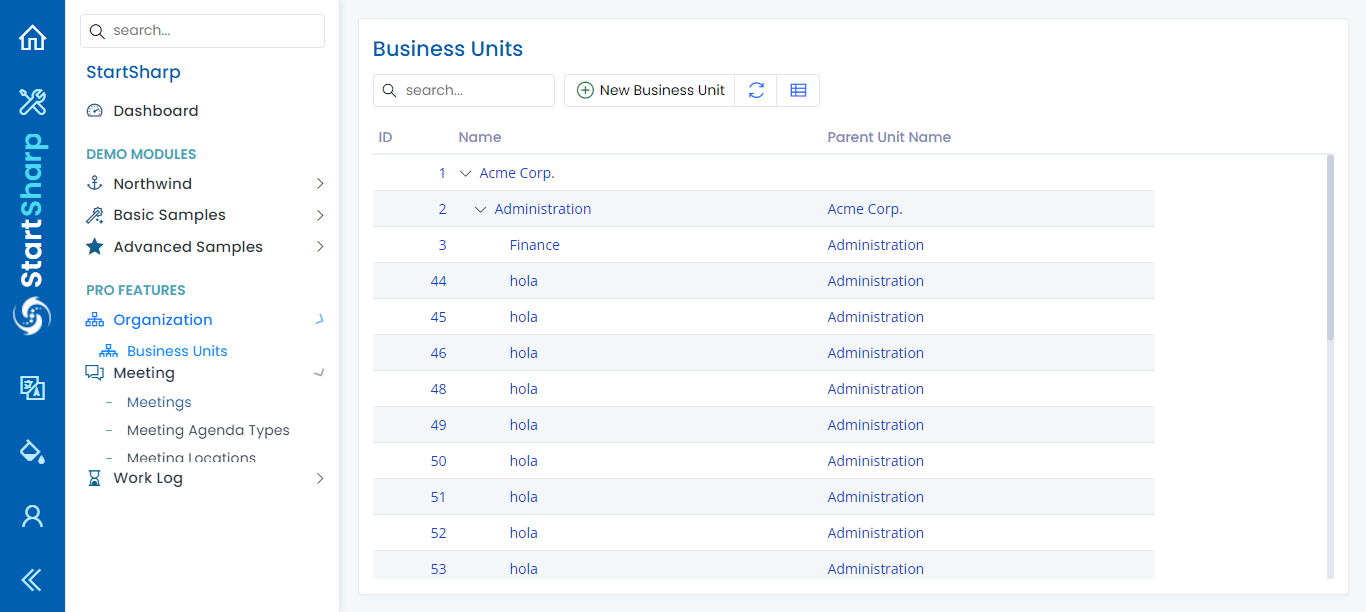 StartSharp
search...
StartSharp
Dashboard
DEMO MODULES
Northwind
Basic Samples
Advanced Samples
PRO FEATURES
Organization
Business Units
Meeting
Meetings
Meeting Agenda Types
Meeting Locations
Work Log
Business Units
search...
New Business Unit
ID Name Parent Unit Name
1 Acme Corp.
2 Administration Acme Corp.
3 Finance Administration
44 hola Administration
45 hola Administration
46 hola Administration
48 hola Administration
49 hola Administration
50 hola Administration
51 hola Administration
52 hola Administration
53 hola Administration